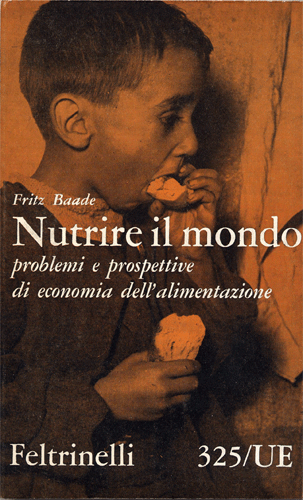 Fritz Baade
Nutrire il mondo
problemi e prospettive
di economia dell'alimentazione
Feltrinelli 325/UE